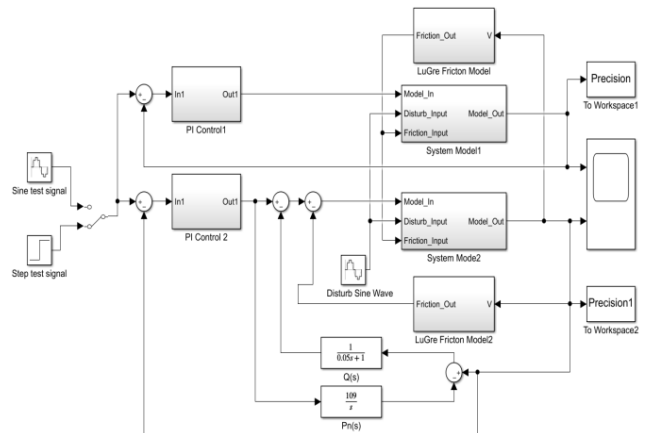 Friction_Out V
LuGre Fricton Model
Precision
To Workspace1
In1 Out1
PI Control1
Model_In
Disturb_Input Model_Out
Friction_Input
System Model1
Sine test signal
Step test signal
In1 Out1
PI Control 2
Model_In
Disturb_Input Model_Out
Friction_Input
System Mode2
Disturb Sine Wave
Friction_Out V
LuGre Friction Model2
Precision1
To Workspace2
1
0.05s + 1
Q(s)
109
s
Pn(s)